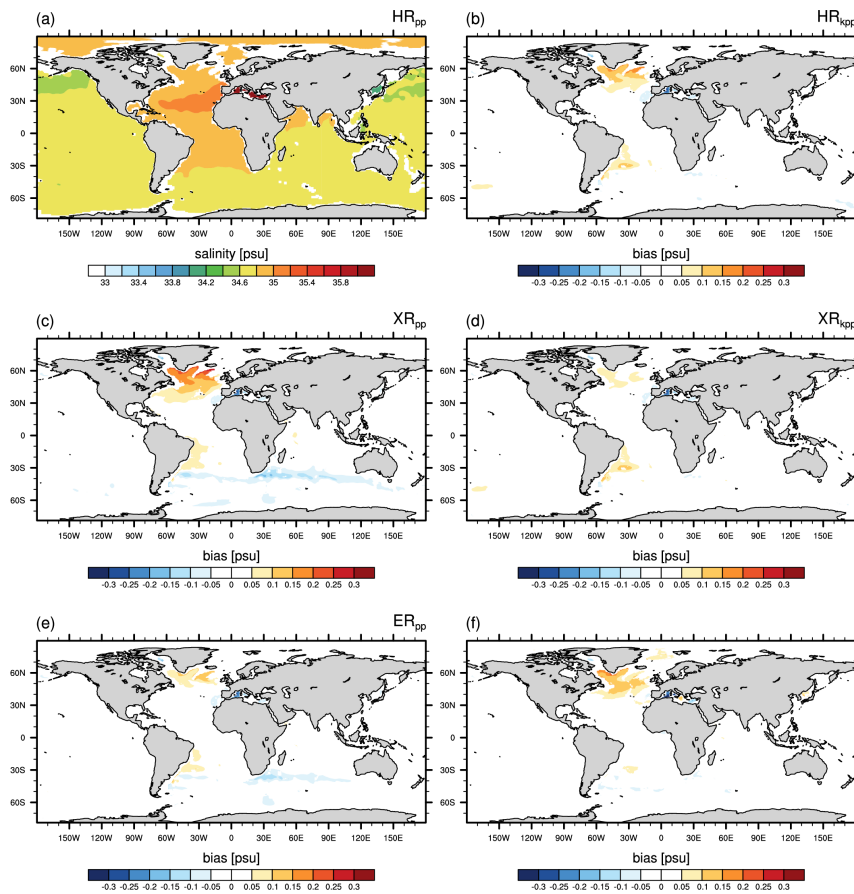 (a) HR_pp
60N
30N
0
30S
60S
150W 120W 90W 60W 30W 0 30E 60E 90E 120E 150E
salinity [psu]
33 33.4 33.8 34.2 34.6 35 35.4 35.8
(b) HR_kpp
60N
30N
0
30S
60S
150W 120W 90W 60W 30W 0 30E 60E 90E 120E 150E
bias [psu]
-0.3 -0.25 -0.2 -0.15 -0.1 -0.05 0 0.05 0.1 0.15 0.2 0.25 0.3
(c) XR_pp
60N
30N
0
30S
60S
150W 120W 90W 60W 30W 0 30E 60E 90E 120E 150E
bias [psu]
-0.3 -0.25 -0.2 -0.15 -0.1 -0.05 0 0.05 0.1 0.15 0.2 0.25 0.3
(d) XR_kpp
60N
30N
0
30S
60S
150W 120W 90W 60W 30W 0 30E 60E 90E 120E 150E
bias [psu]
-0.3 -0.25 -0.2 -0.15 -0.1 -0.05 0 0.05 0.1 0.15 0.2 0.25 0.3
(e) ER_pp
60N
30N
0
30S
60S
150W 120W 90W 60W 30W 0 30E 60E 90E 120E 150E
bias [psu]
-0.3 -0.25 -0.2 -0.15 -0.1 -0.05 0 0.05 0.1 0.15 0.2 0.25 0.3
(f)
60N
30N
0
30S
60S
150W 120W 90W 60W 30W 0 30E 60E 90E 120E 150E
bias [psu]
-0.3 -0.25 -0.2 -0.15 -0.1 -0.05 0 0.05 0.1 0.15 0.2 0.25 0.3